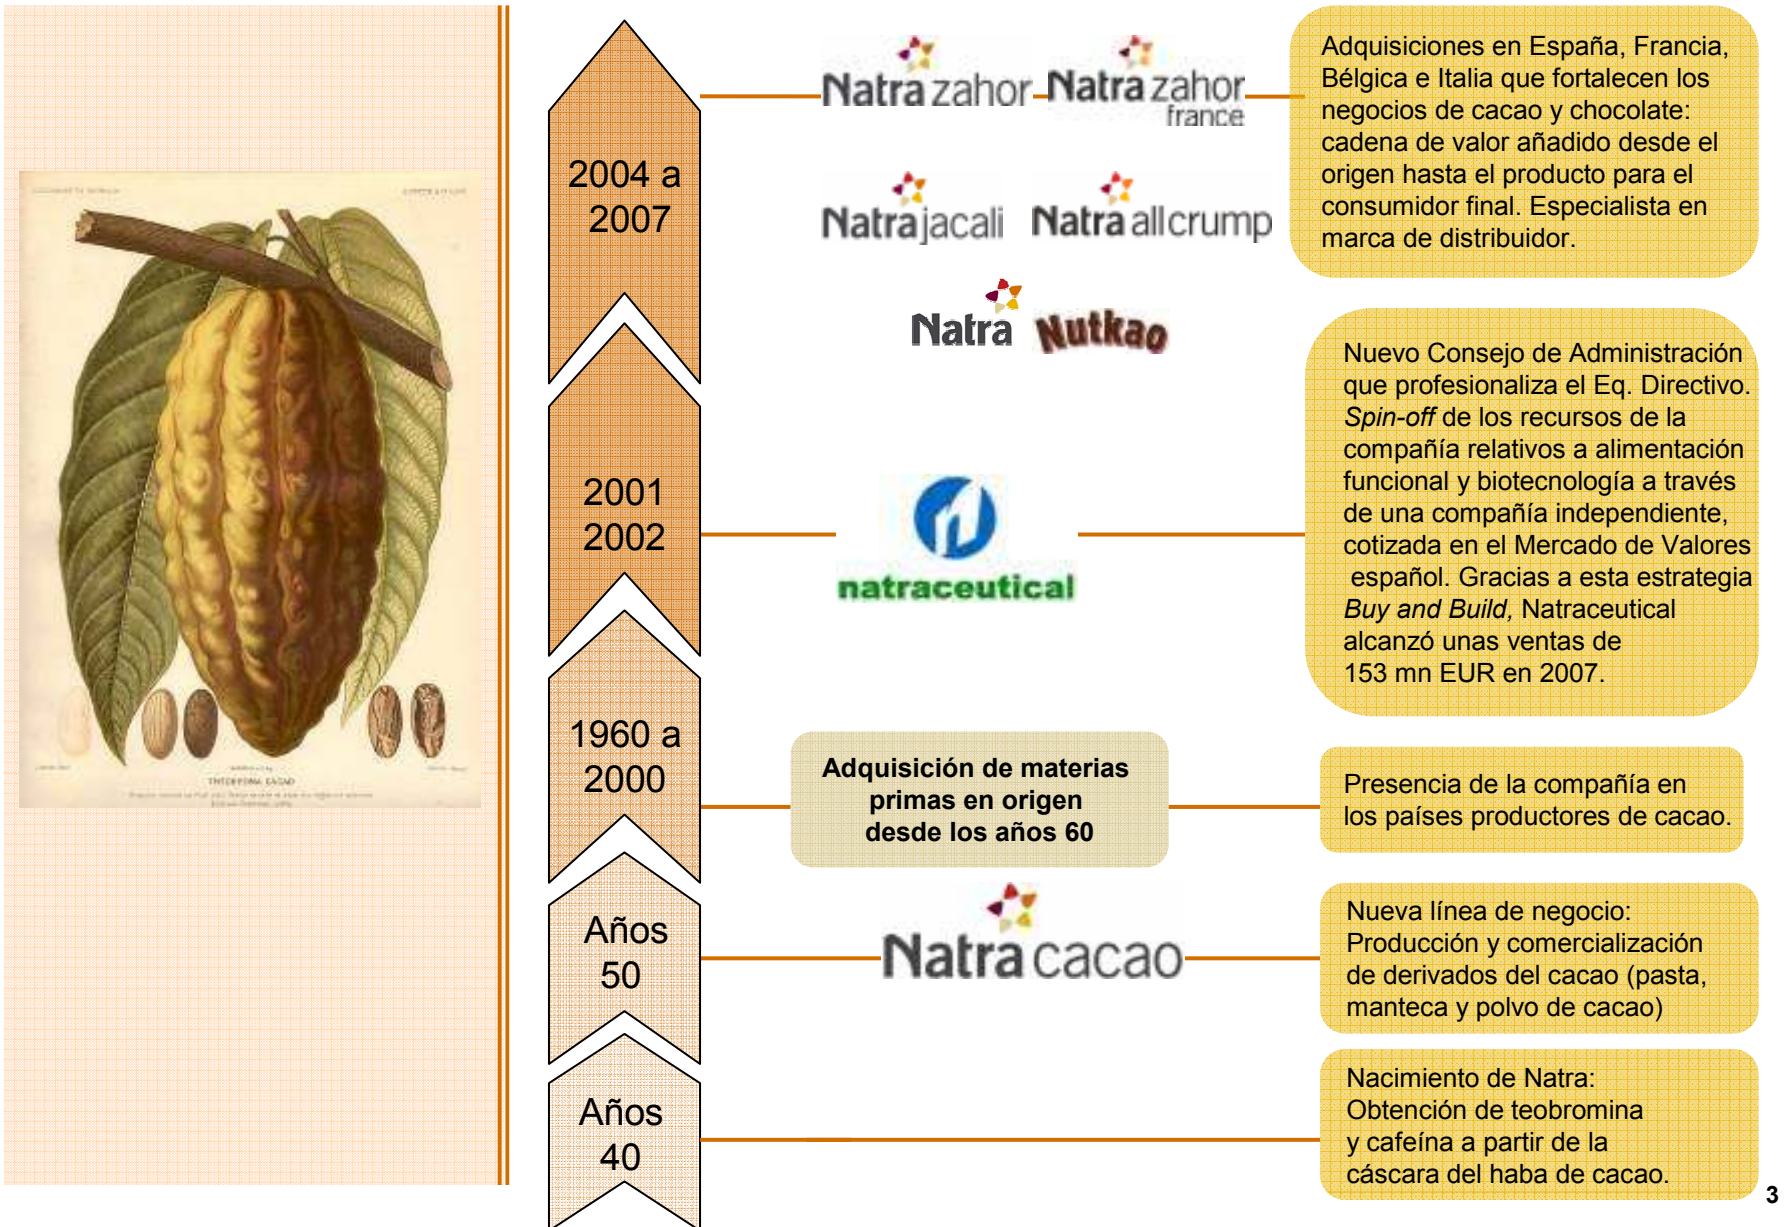 2004 a
2007
Natra zahor
Natra zahor
france
Natra jacali
Natra allcrump
Natra
Nutkao
Adquisiciones en España, Francia,
Bélgica e Italia que fortalecen los
negocios de cacao y chocolate:
cadena de valor añadido desde el
origen hasta el producto para el
consumidor final. Especialista en
marca de distribuidor.
2001
2002
natraceutical
Nuevo Consejo de Administración
que profesionaliza el Eq. Directivo.
Spin-off de los recursos de la
compañía relativos a alimentación
funcional y biotecnología a través
de una compañía independiente,
cotizada en el Mercado de Valores
español. Gracias a esta estrategia
Buy and Build, Natraceutical
alcanzó unas ventas de
153 mn EUR en 2007.
1960 a
2000
Adquisición de materias
primas en origen
desde los años 60
Presencia de la compañía en
los países productores de cacao.
Años
50
Natra cacao
Nueva línea de negocio:
Producción y comercialización
de derivados del cacao (pasta,
manteca y polvo de cacao)
Años
40
Nacimiento de Natra:
Obtención de teobromina
y cafeína a partir de la
cáscara del haba de cacao.
THEOBROMA CACAO
3